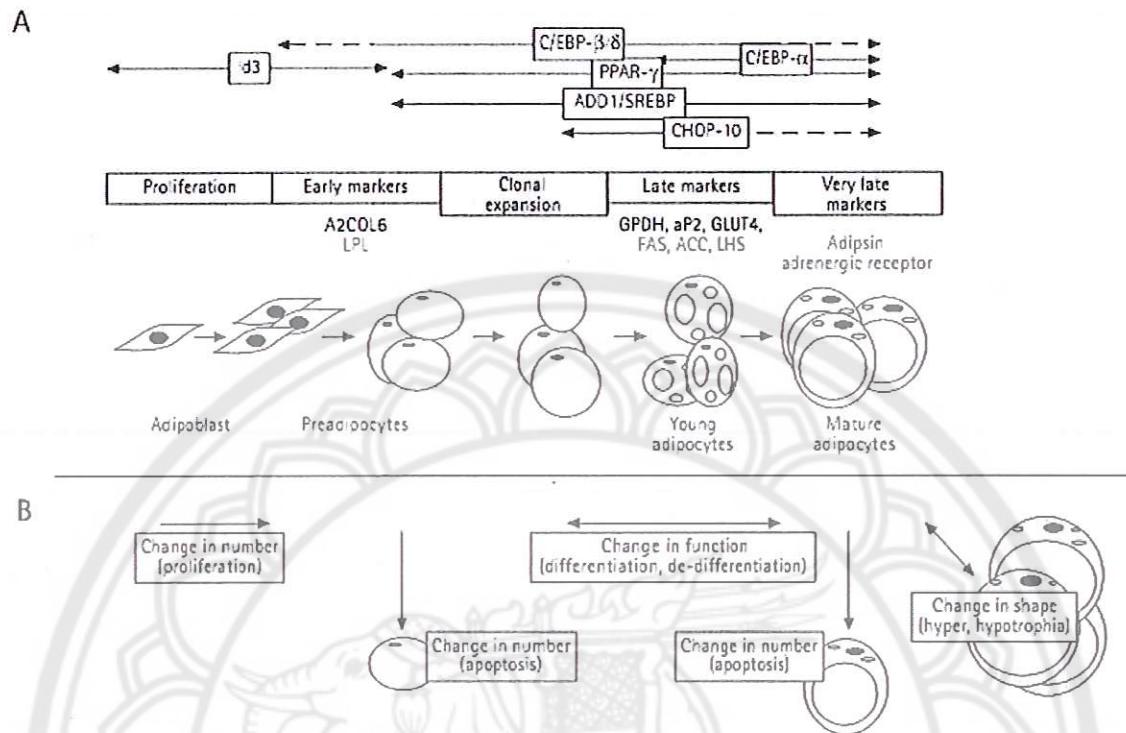 A
C/EBP-β/δ
C/EBP-α
d3
PPAR-γ
ADD1/SREBP
CHOP-10
Proliferation
Early markers
Clonal
expansion
Late markers
Very late
markers
A2COL6
LPL
GPDH, aP2, GLUT4,
FAS, ACC, LHS
Adipsin
adrenergic receptor
Adipoblast
Preadipocytes
Young
adipocytes
Mature
adipocytes
B
Change in number
(proliferation)
Change in function
(differentiation, de-differentiation)
Change in number
(apoptosis)
Change in number
(apoptosis)
Change in shape
(hyper, hypotrophia)